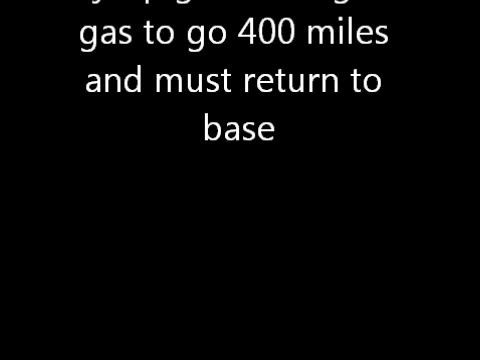 gas to go 400 miles
and must return to
base